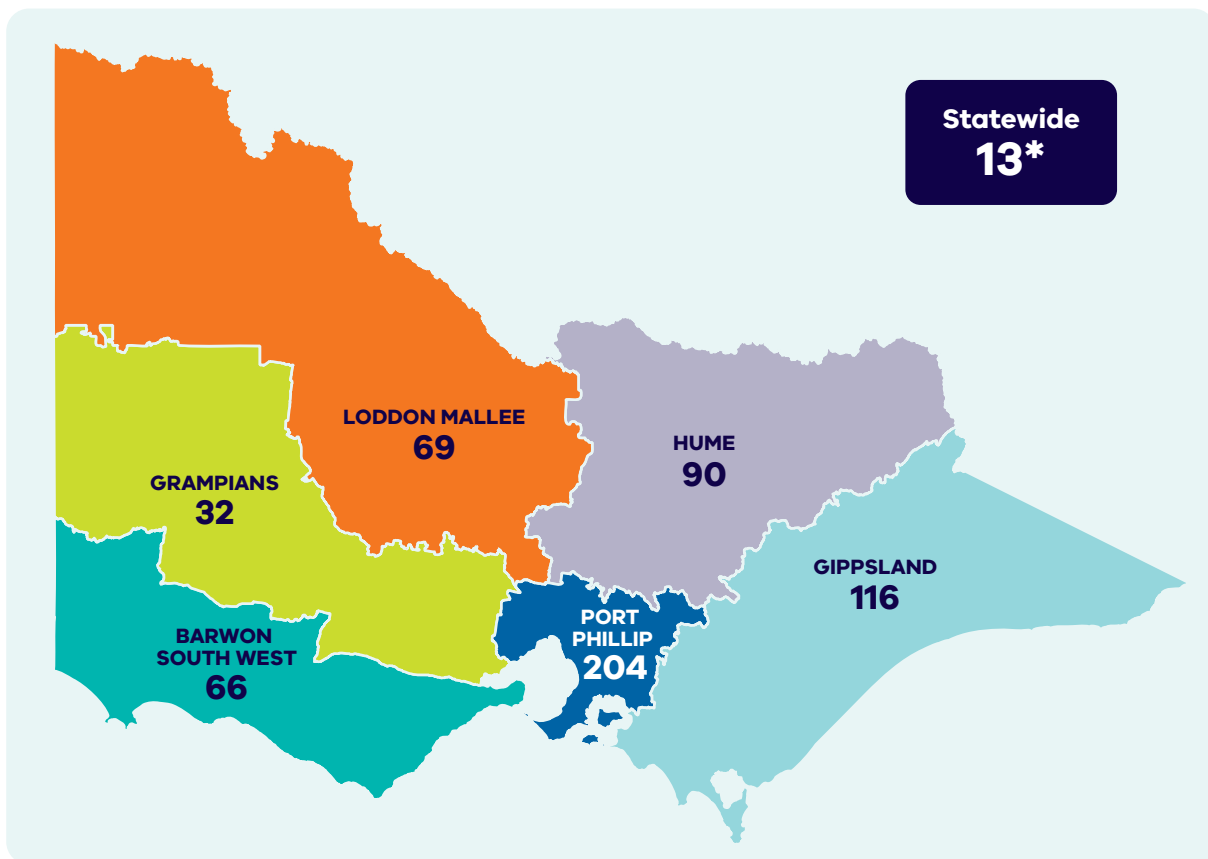 Statewide
13*
LODDON MALLEE
69
HUME
90
GRAMPIANS
32
GIPPSLAND
116
PORT
PHILLIP
204
BARWON
SOUTH WEST
66